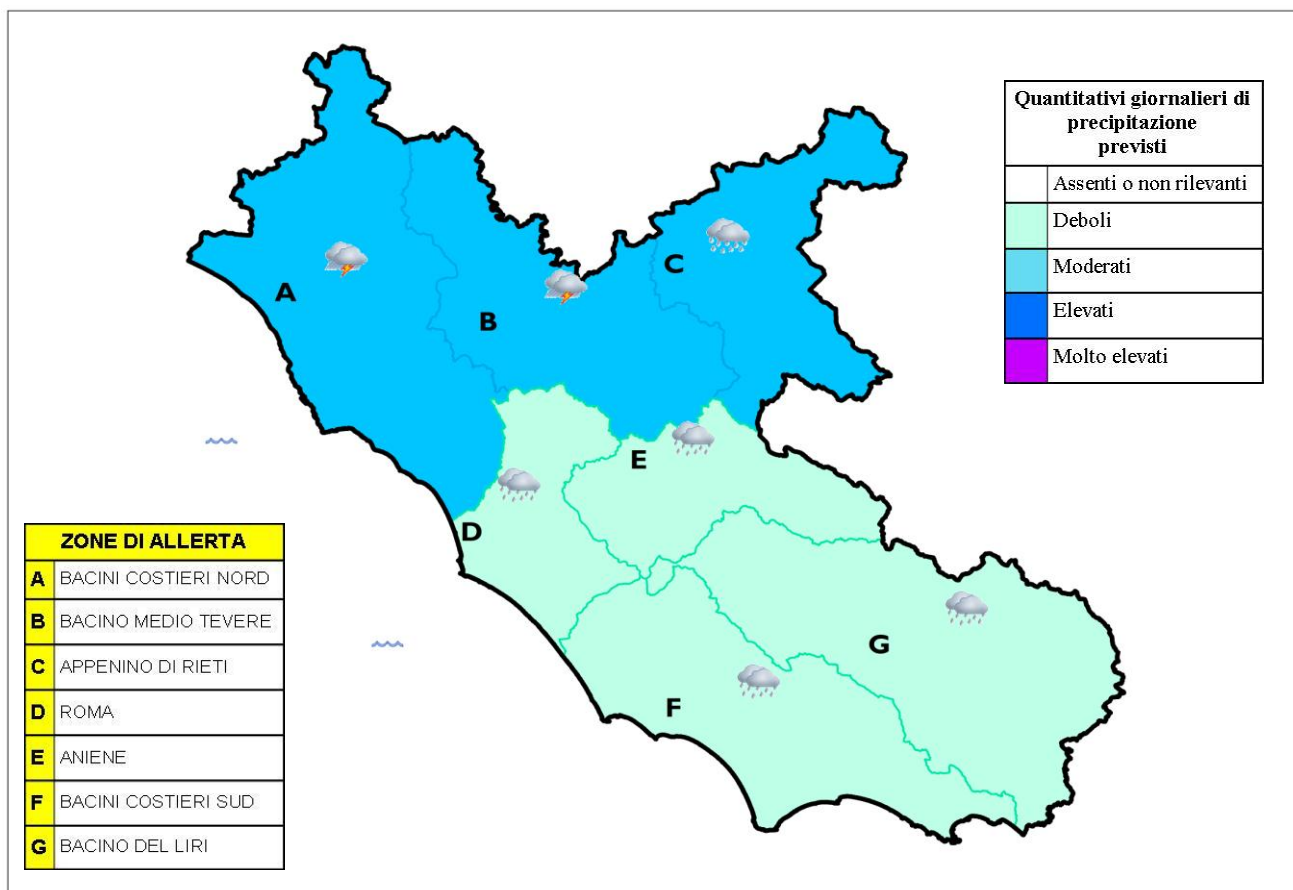 Quantitativi giornalieri di
precipitazione
previsti
Assenti o non rilevanti
Deboli
Moderati
Elevati
Molto elevati
A
B
C
E
D
G
F
ZONE DI ALLERTA
A BACINI COSTIERI NORD
B BACINO MEDIO TEVERE
C APPENINO DI RIETI
D ROMA
E ANIENE
F BACINI COSTIERI SUD
G BACINO DEL LIRI